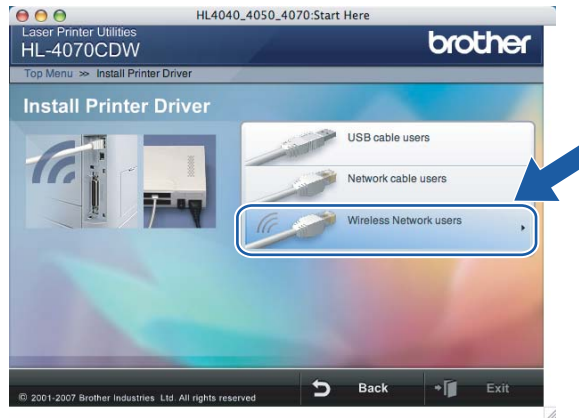 HL4040_4050_4070:Start Here
Laser Printer Utilities
HL-4070CDW
brother
Top Menu >> Install Printer Driver
Install Printer Driver
USB cable users
Network cable users
Wireless Network users
© 2001-2007 Brother Industries Ltd. All rights reserved
Back
Exit